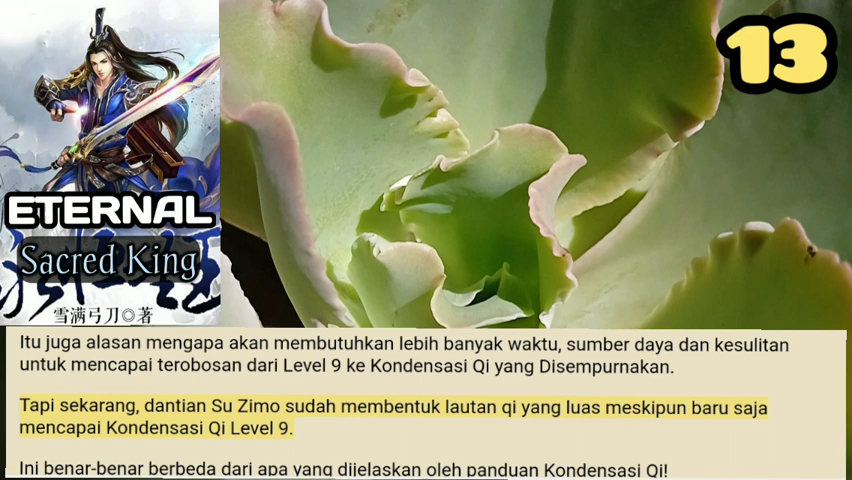 13
ETERNAL
Sacred King
雪满弓刀◎著
Itu juga alasan mengapa akan membutuhkan lebih banyak waktu, sumber daya dan kesulitan
untuk mencapai terobosan dari Level 9 ke Kondensasi Qi yang Disempurnakan.
Tapi sekarang, dantian Su Zimo sudah membentuk lautan qi yang luas meskipun baru saja
mencapai Kondensasi Qi Level 9.
Ini benar-benar berbeda dari apa yang dijelaskan oleh panduan Kondensasi Qi!